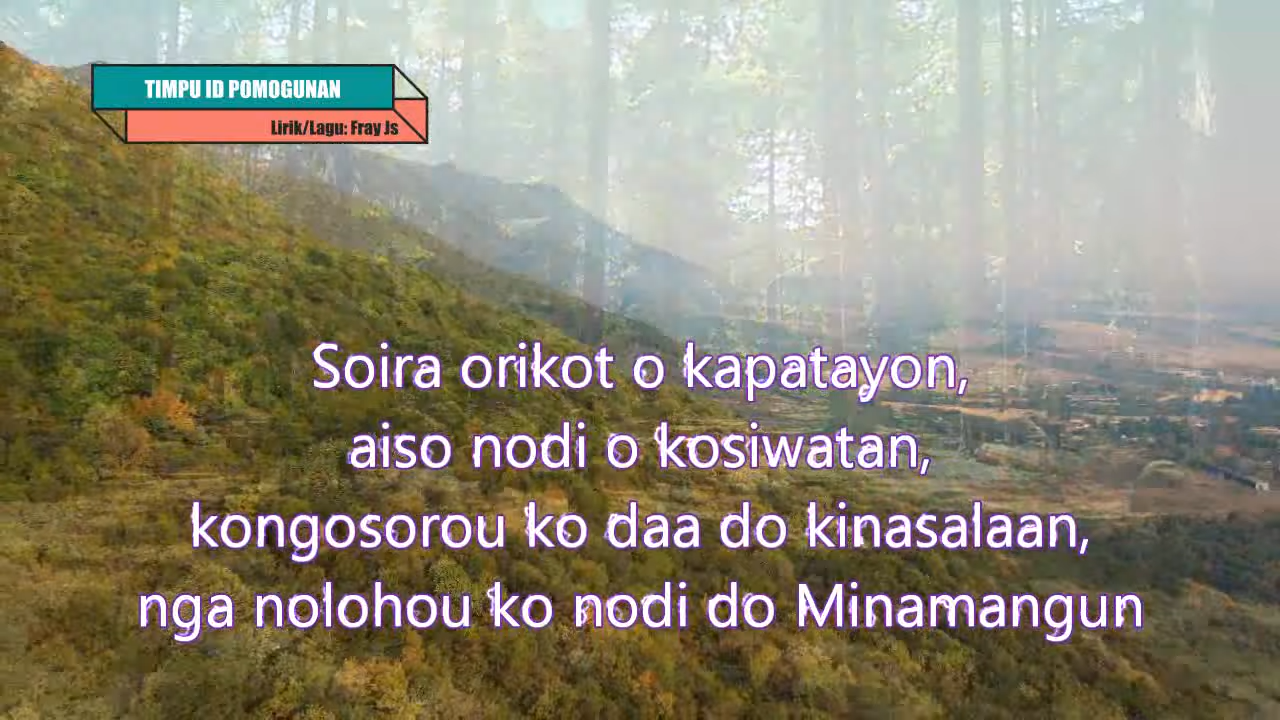 TIMPU ID POMOGUNAN
Lirik/Lagu: Fray Js
Soira orikot o kapatayon,
aiso nodi o kosiwatan,
kongosorou ko daa do kinasalaan,
nga nolohou ko nodi do Minamangun